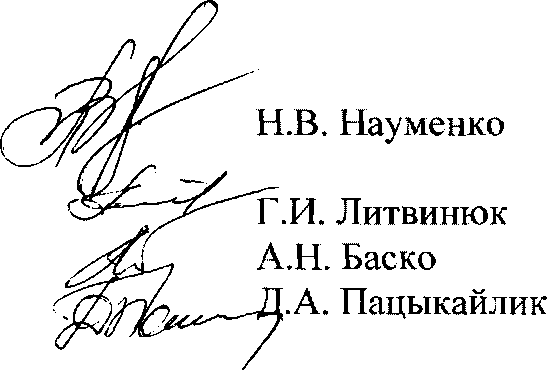 Н.В. Науменко
Г.И. Литвинюк
А.Н. Баско
Д.А. Пацыкайлик